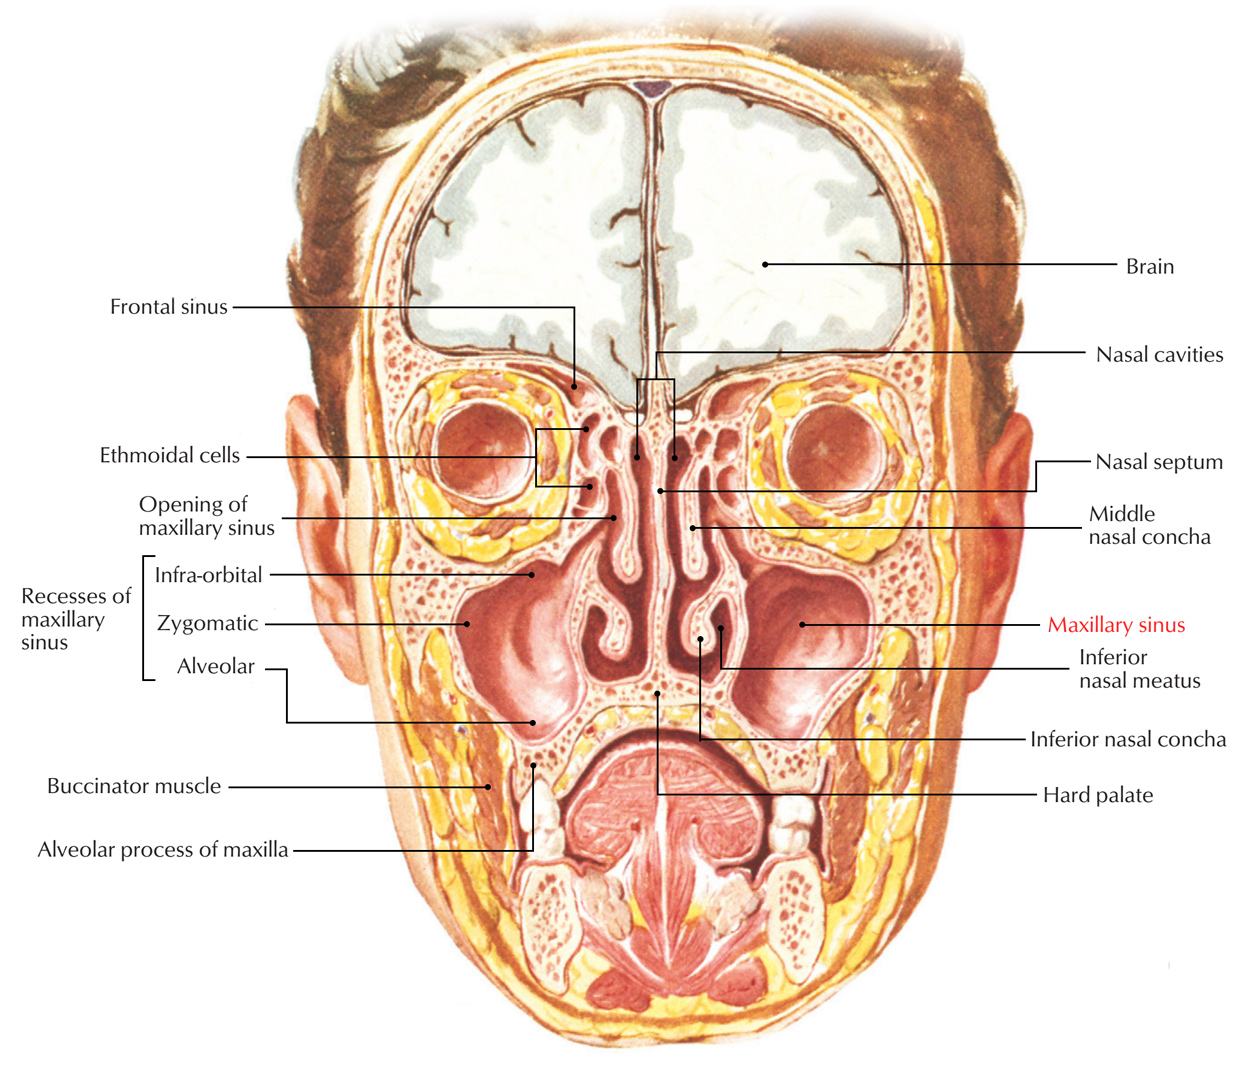 Frontal sinus
Ethmoidal cells
Opening of
maxillary sinus
Recesses of
maxillary
sinus
Infra-orbital
Zygomatic
Alveolar
Buccinator muscle
Alveolar process of maxilla
Brain
Nasal cavities
Nasal septum
Middle
nasal concha
Maxillary sinus
Inferior
nasal meatus
Inferior nasal concha
Hard palate